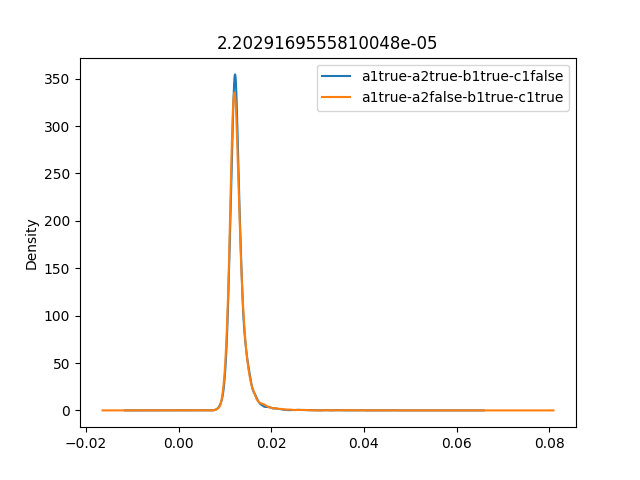 2.2029169555810048e-05
a1true-a2true-b1true-c1false
a1true-a2false-b1true-c1true
Density
350
300
250
200
150
100
50
0
−0.02 0.00 0.02 0.04 0.06 0.08